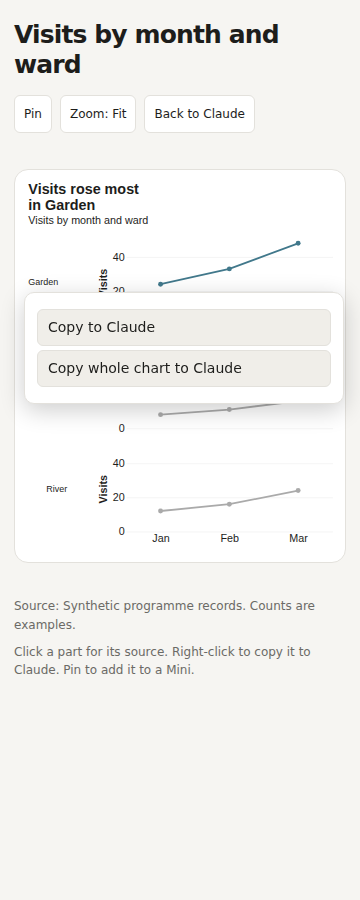 Visits by month and
ward
Pin
Zoom: Fit
Back to Claude
Visits rose most
in Garden
Visits by month and ward
40
Garden
Visits
20
Copy to Claude
Copy whole chart to Claude
0
40
River
Visits
20
0
Jan
Feb
Mar
Source: Synthetic programme records. Counts are
examples.
Click a part for its source. Right-click to copy it to
Claude. Pin to add it to a Mini.